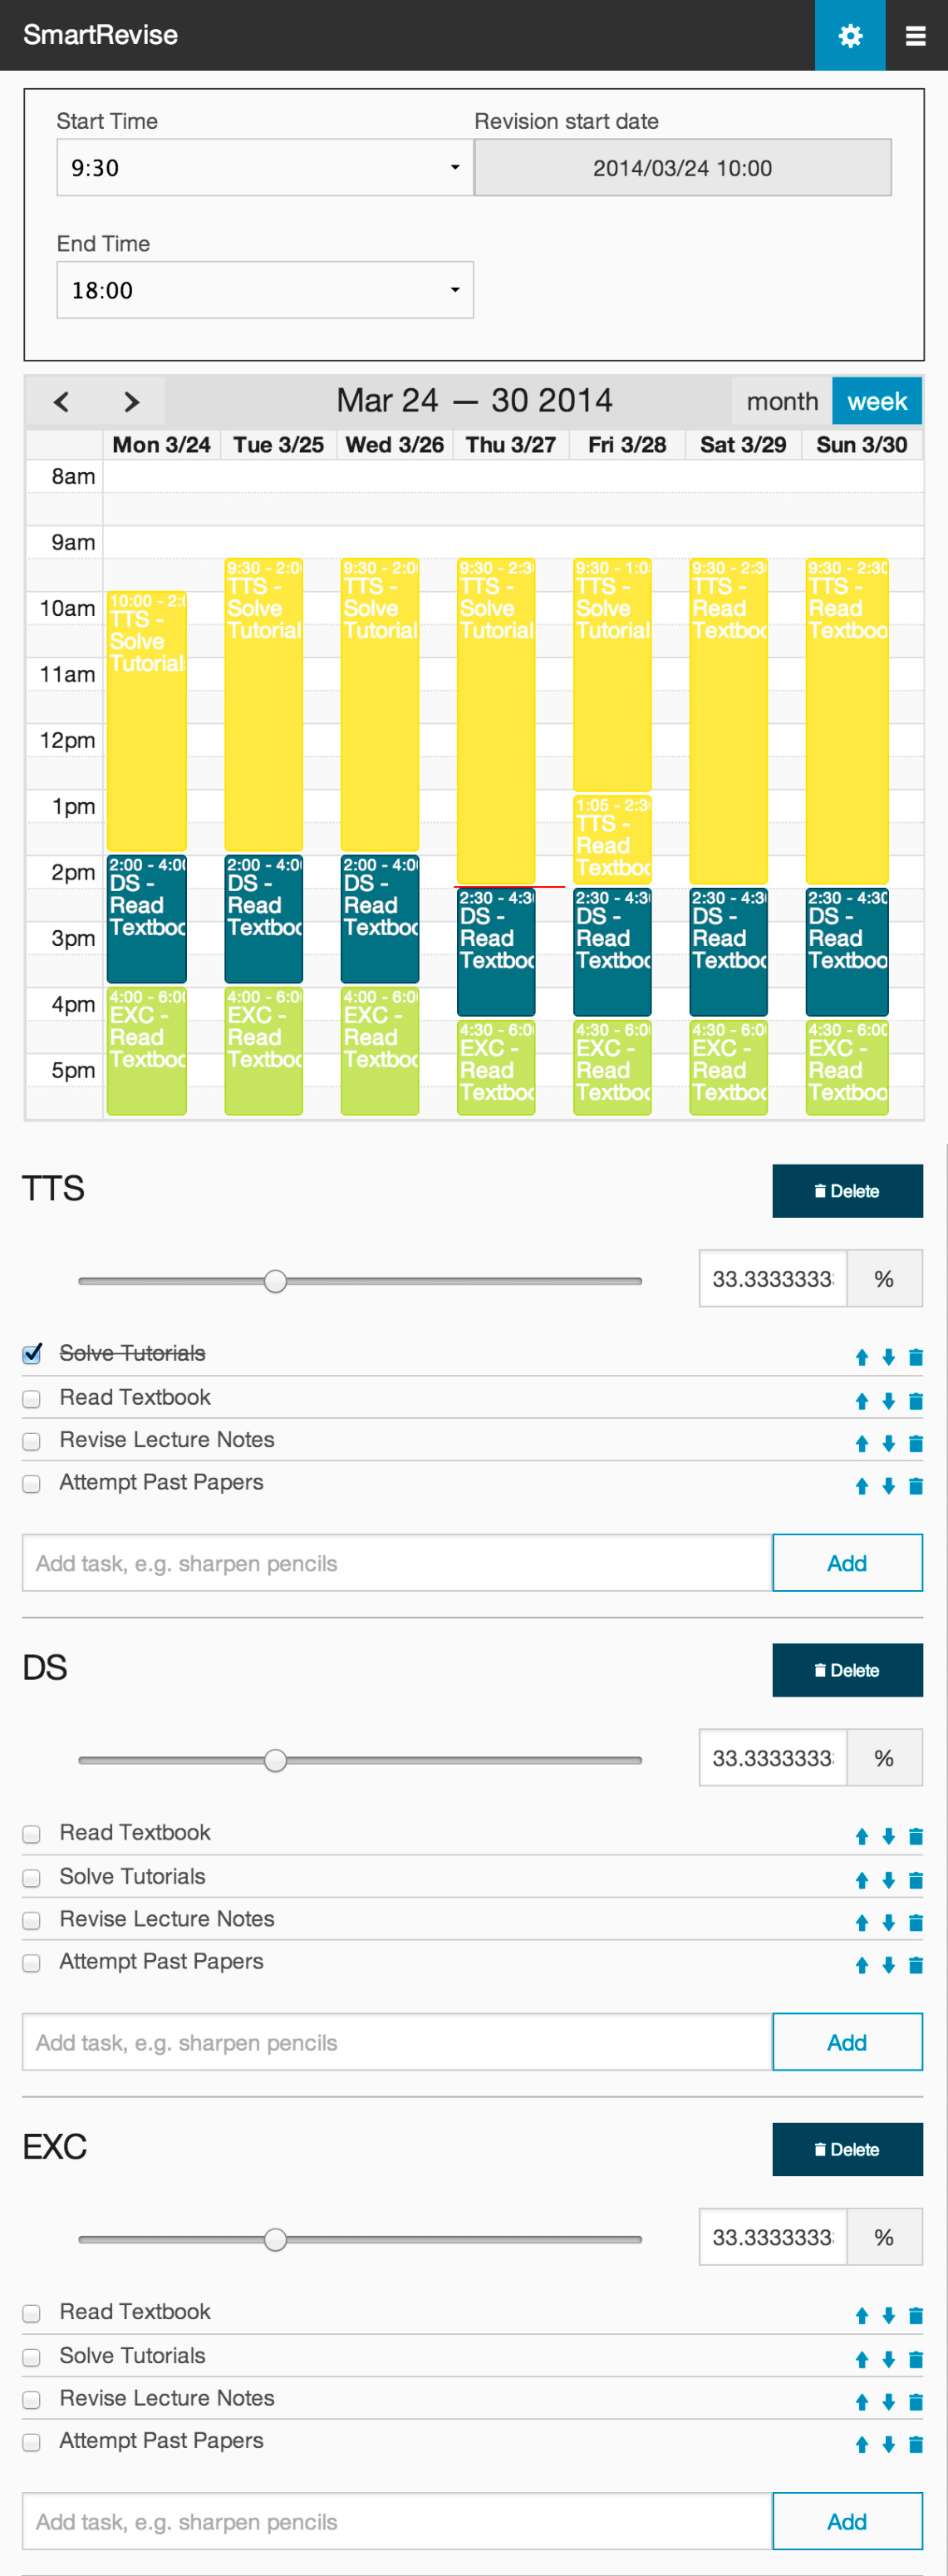 SmartRevise
Start Time
Revision start date
9:30
2014/03/24 10:00
End Time
18:00
Mar 24 — 30 2014
month
week
Mon 3/24
Tue 3/25
Wed 3/26
Thu 3/27
Fri 3/28
Sat 3/29
Sun 3/30
8am
9am
10am
11am
12pm
1pm
2pm
3pm
4pm
5pm
10:00 - 2:0
TTS -
Solve
Tutorials
2:00 - 4:00
DS -
Read
Textboo
4:00 - 6:00
EXC -
Read
Textboo
9:30 - 2:0
TTS -
Solve
Tutorial
2:00 - 4:00
DS -
Read
Textboo
4:00 - 6:00
EXC -
Read
Textboo
9:30 - 2:0
TTS -
Solve
Tutorial
2:00 - 4:0
DS -
Read
Textboo
4:00 - 6:0
EXC -
Read
Textboo
9:30 - 2:3
TTS -
Solve
Tutorial
2:30 - 4:3
DS -
Read
Textboo
4:30 - 6:0
EXC -
Read
Textboo
9:30 - 1:0
TTS -
Solve
Tutorial
1:05 - 2:3
TTS -
Read
Textboo
2:30 - 4:3
DS -
Read
Textboo
4:30 - 6:0
EXC -
Read
Textboo
9:30 - 2:3
TTS -
Read
Textboo
2:30 - 4:3
DS -
Read
Textboo
4:30 - 6:0
EXC -
Read
Textboo
9:30 - 2:30
TTS -
Read
Textboo
2:30 - 4:30
DS -
Read
Textboo
4:30 - 6:00
EXC -
Read
Textboo
TTS
Delete
33.3333333
%
Solve Tutorials
Read Textbook
Revise Lecture Notes
Attempt Past Papers
Add task, e.g. sharpen pencils
Add
DS
Delete
33.3333333
%
Read Textbook
Solve Tutorials
Revise Lecture Notes
Attempt Past Papers
Add task, e.g. sharpen pencils
Add
EXC
Delete
33.3333333
%
Read Textbook
Solve Tutorials
Revise Lecture Notes
Attempt Past Papers
Add task, e.g. sharpen pencils
Add